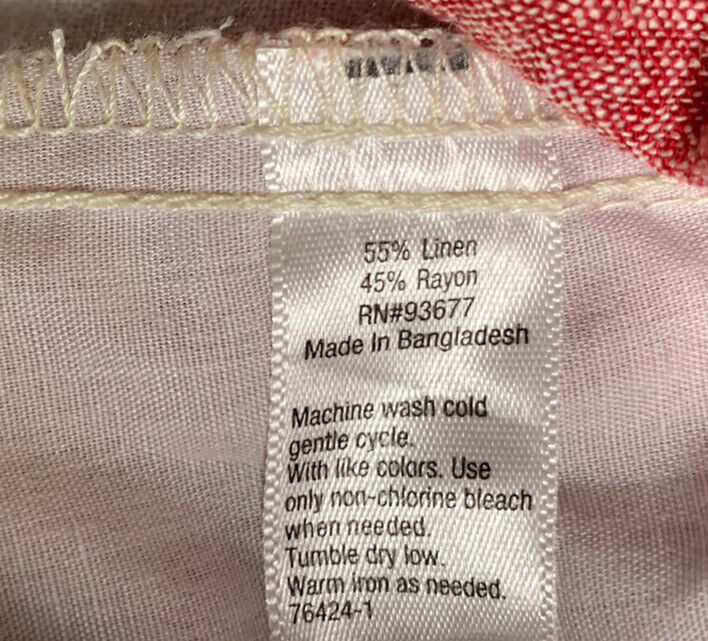 55% Linen
45% Rayon
RN#93677
Made In Bangladesh
Machine wash cold
gentle cycle.
With like colors. Use
only non-chlorine bleach
when needed.
Tumble dry low.
Warm iron as needed.
76424-1